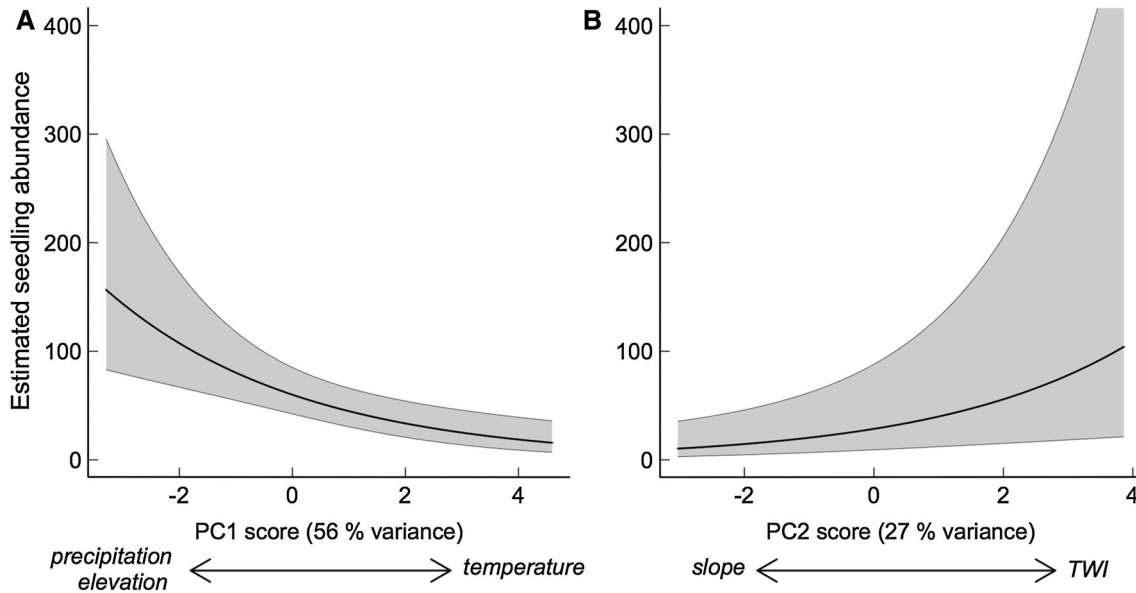 A
B
Estimated seedling abundance
400
300
200
100
0
-2
0
2
4
PC1 score (56 % variance)
precipitation
elevation
temperature
400
300
200
100
0
-2
0
2
4
PC2 score (27 % variance)
slope
TWI